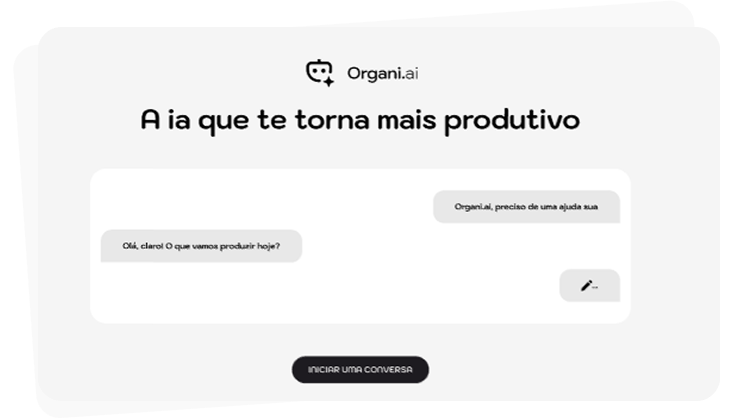 Organi.ai
A ia que te torna mais produtivo
Organi.ai, preciso de uma ajuda sua
Olá, claro! O que vamos produzir hoje?
INICIAR UMA CONVERSA